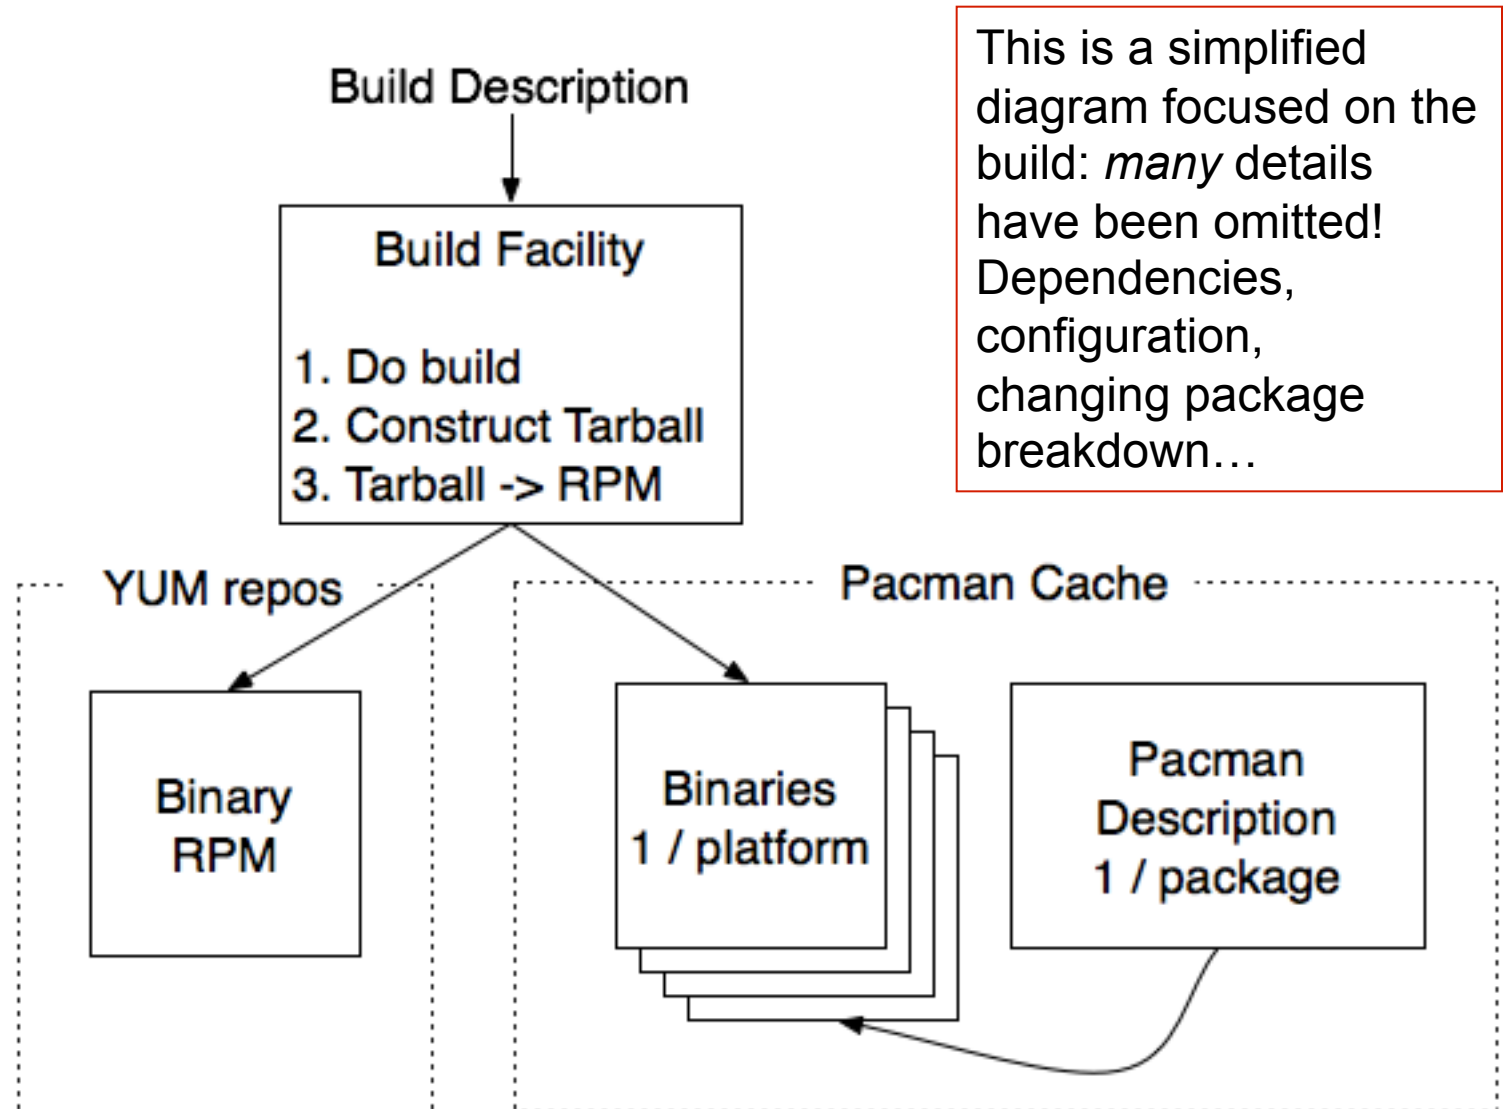 Build Description
Build Facility
1. Do build
2. Construct Tarball
3. Tarball -> RPM
This is a simplified
diagram focused on the
build: many details
have been omitted!
Dependencies,
configuration,
changing package
breakdown…
YUM repos
Binary
RPM
Pacman Cache
Binaries
1 / platform
Pacman
Description
1 / package